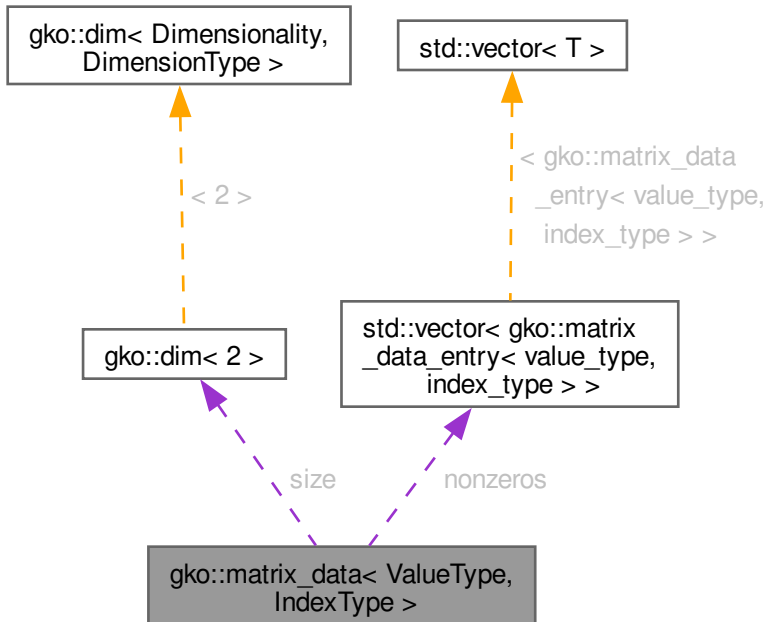 gko::dim< Dimensionality,
DimensionType >
std::vector< T >
< 2 >
< gko::matrix_data
_entry< value_type,
index_type > >
gko::dim< 2 >
std::vector< gko::matrix
_data_entry< value_type,
index_type > >
size
nonzeros
gko::matrix_data< ValueType,
IndexType >